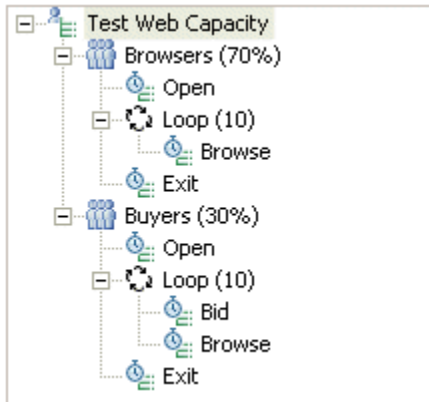 Test Web Capacity
Browsers (70%)
Open
Loop (10)
Browse
Exit
Buyers (30%)
Open
Loop (10)
Bid
Browse
Exit